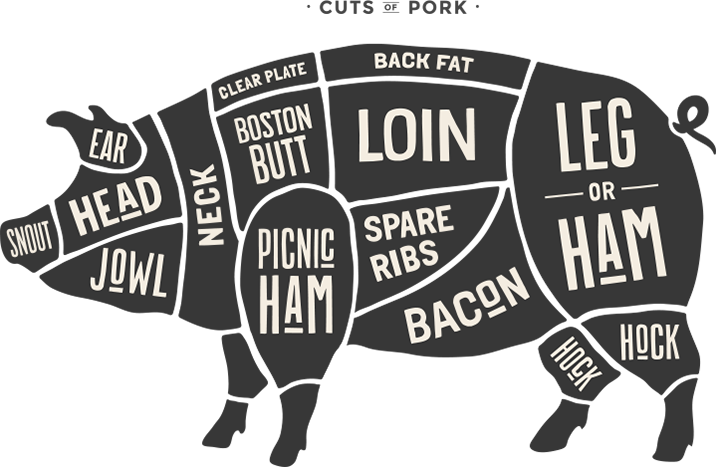 · CUTS OF PORK ·
CLEAR PLATE
BACK FAT
EAR
BOSTON
BUTT
LOIN
LEG
OR
HAM
HEAD
NECK
SNOUT
JOWL
PICNIC
HAM
SPARE
RIBS
BACON
HOCK
HOCK